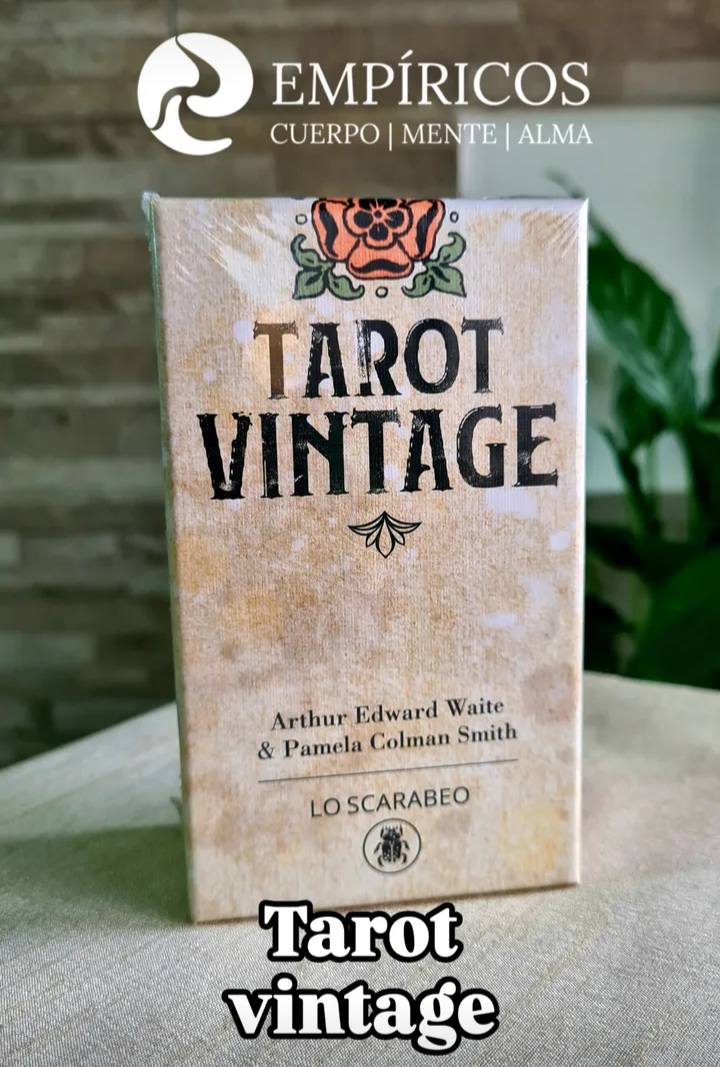 EMPÍRICOS
CUERPO | MENTE | ALMA
TAROT
VINTAGE
Arthur Edward Waite
& Pamela Colman Smith
LO SCARABEO
Tarot
vintage